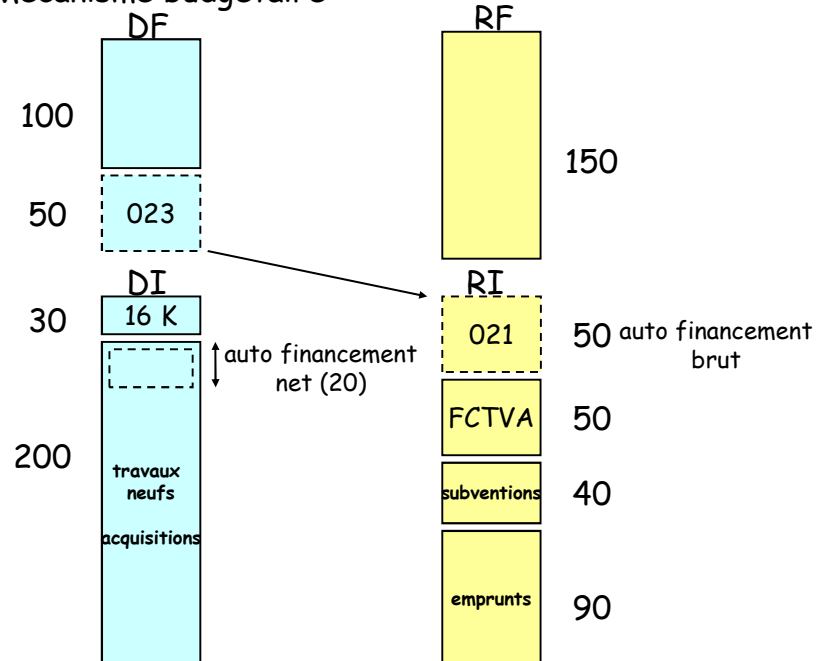 DF
RF
100
150
50
023
DI
RI
30
16 K
021
50
auto financement
brut
auto financement
net (20)
FCTVA
50
200
travaux
neufs
subventions
40
acquisitions
emprunts
90